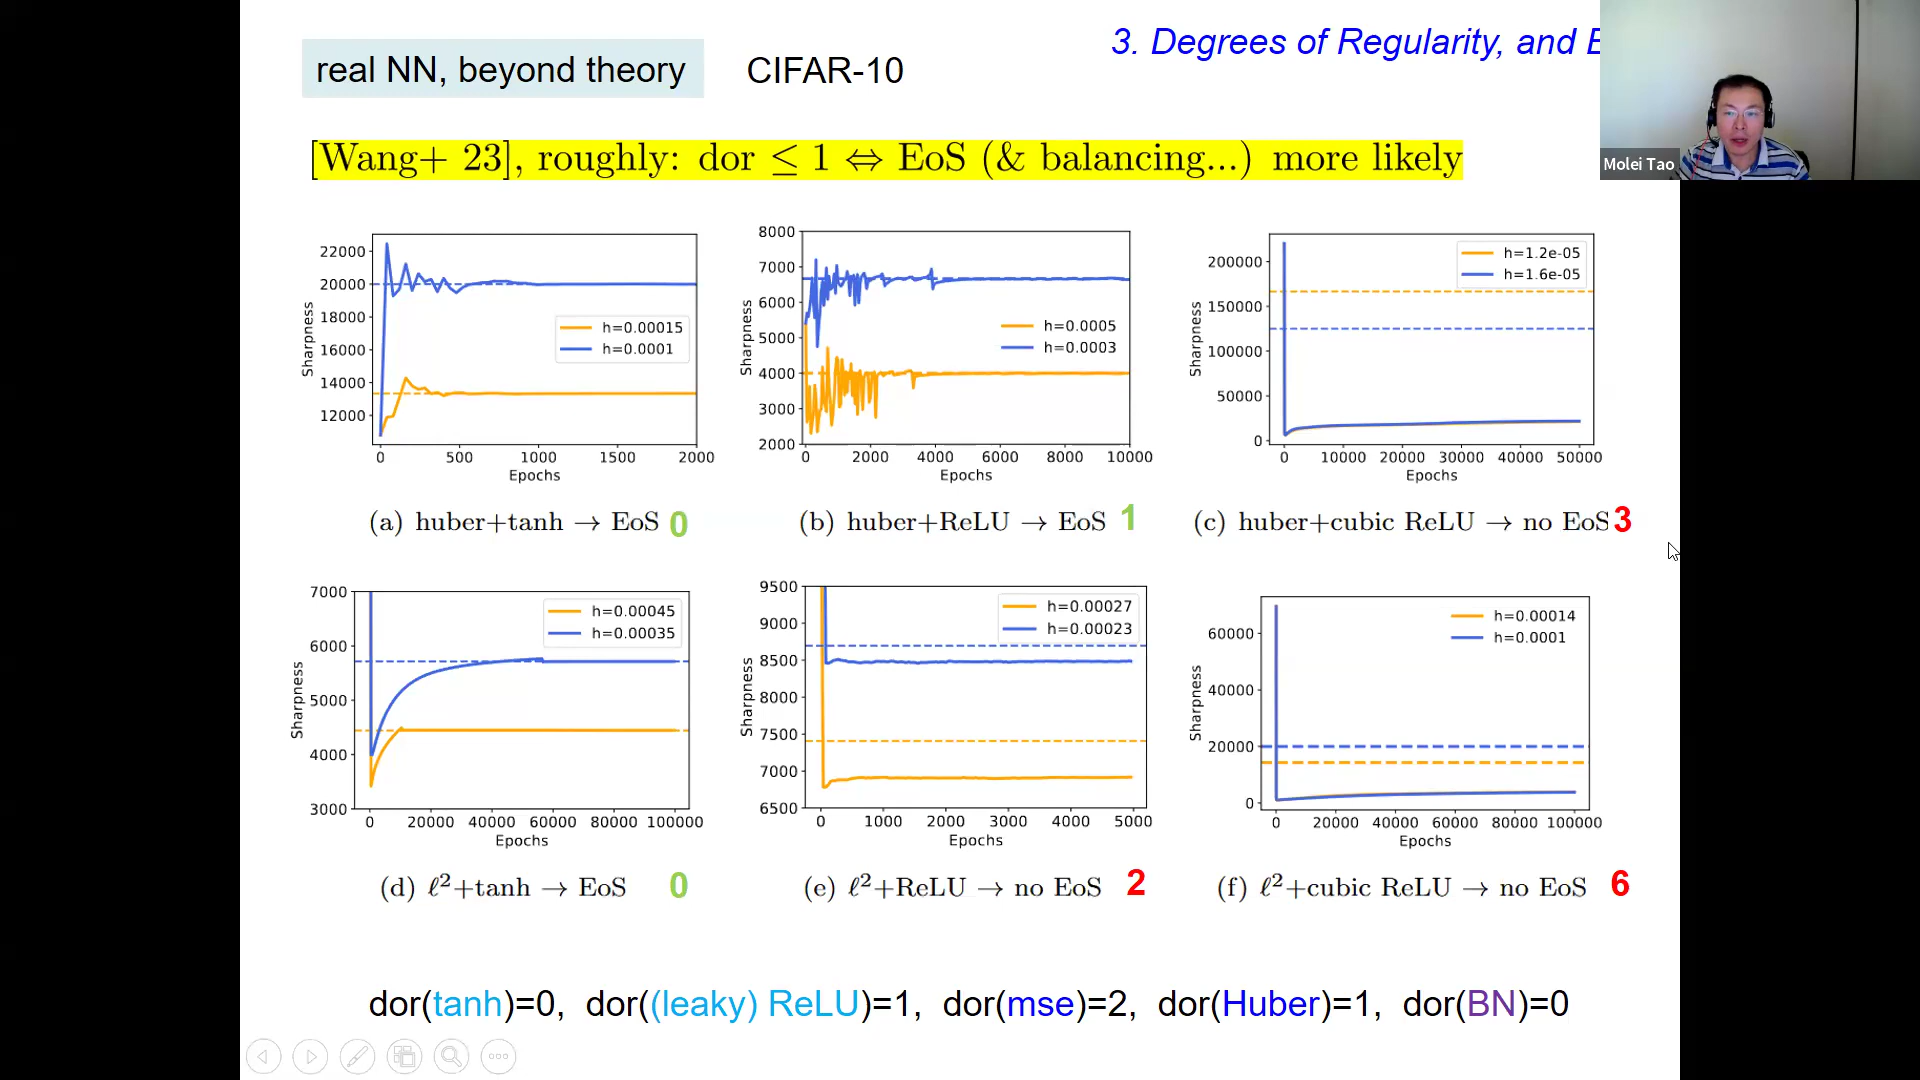 real NN, beyond theory
CIFAR-10
3. Degrees of Regularity, and E
Molei Tao
[Wang+ 23], roughly: dor ≤ 1 ⇔ EoS (& balancing...) more likely
22000
20000
18000
16000
14000
12000
Sharpness
h=0.00015
h=0.0001
0 500 1000 1500 2000
Epochs
(a) huber+tanh → EoS 0
8000
7000
6000
5000
4000
3000
2000
Sharpness
h=0.0005
h=0.0003
0 2000 4000 6000 8000 10000
Epochs
(b) huber+ReLU → EoS 1
200000
150000
100000
50000
0
Sharpness
h=1.2e-05
h=1.6e-05
0 10000 20000 30000 40000 50000
Epochs
(c) huber+cubic ReLU → no EoS 3
7000
6000
5000
4000
3000
Sharpness
h=0.00045
h=0.00035
0 20000 40000 60000 80000 100000
Epochs
(d) ℓ²+tanh → EoS 0
9500
9000
8500
8000
7500
7000
6500
Sharpness
h=0.00027
h=0.00023
0 1000 2000 3000 4000 5000
Epochs
(e) ℓ²+ReLU → no EoS 2
60000
40000
20000
0
Sharpness
h=0.00014
h=0.0001
0 20000 40000 60000 80000 100000
Epochs
(f) ℓ²+cubic ReLU → no EoS 6
dor(tanh)=0, dor((leaky) ReLU)=1, dor(mse)=2, dor(Huber)=1, dor(BN)=0